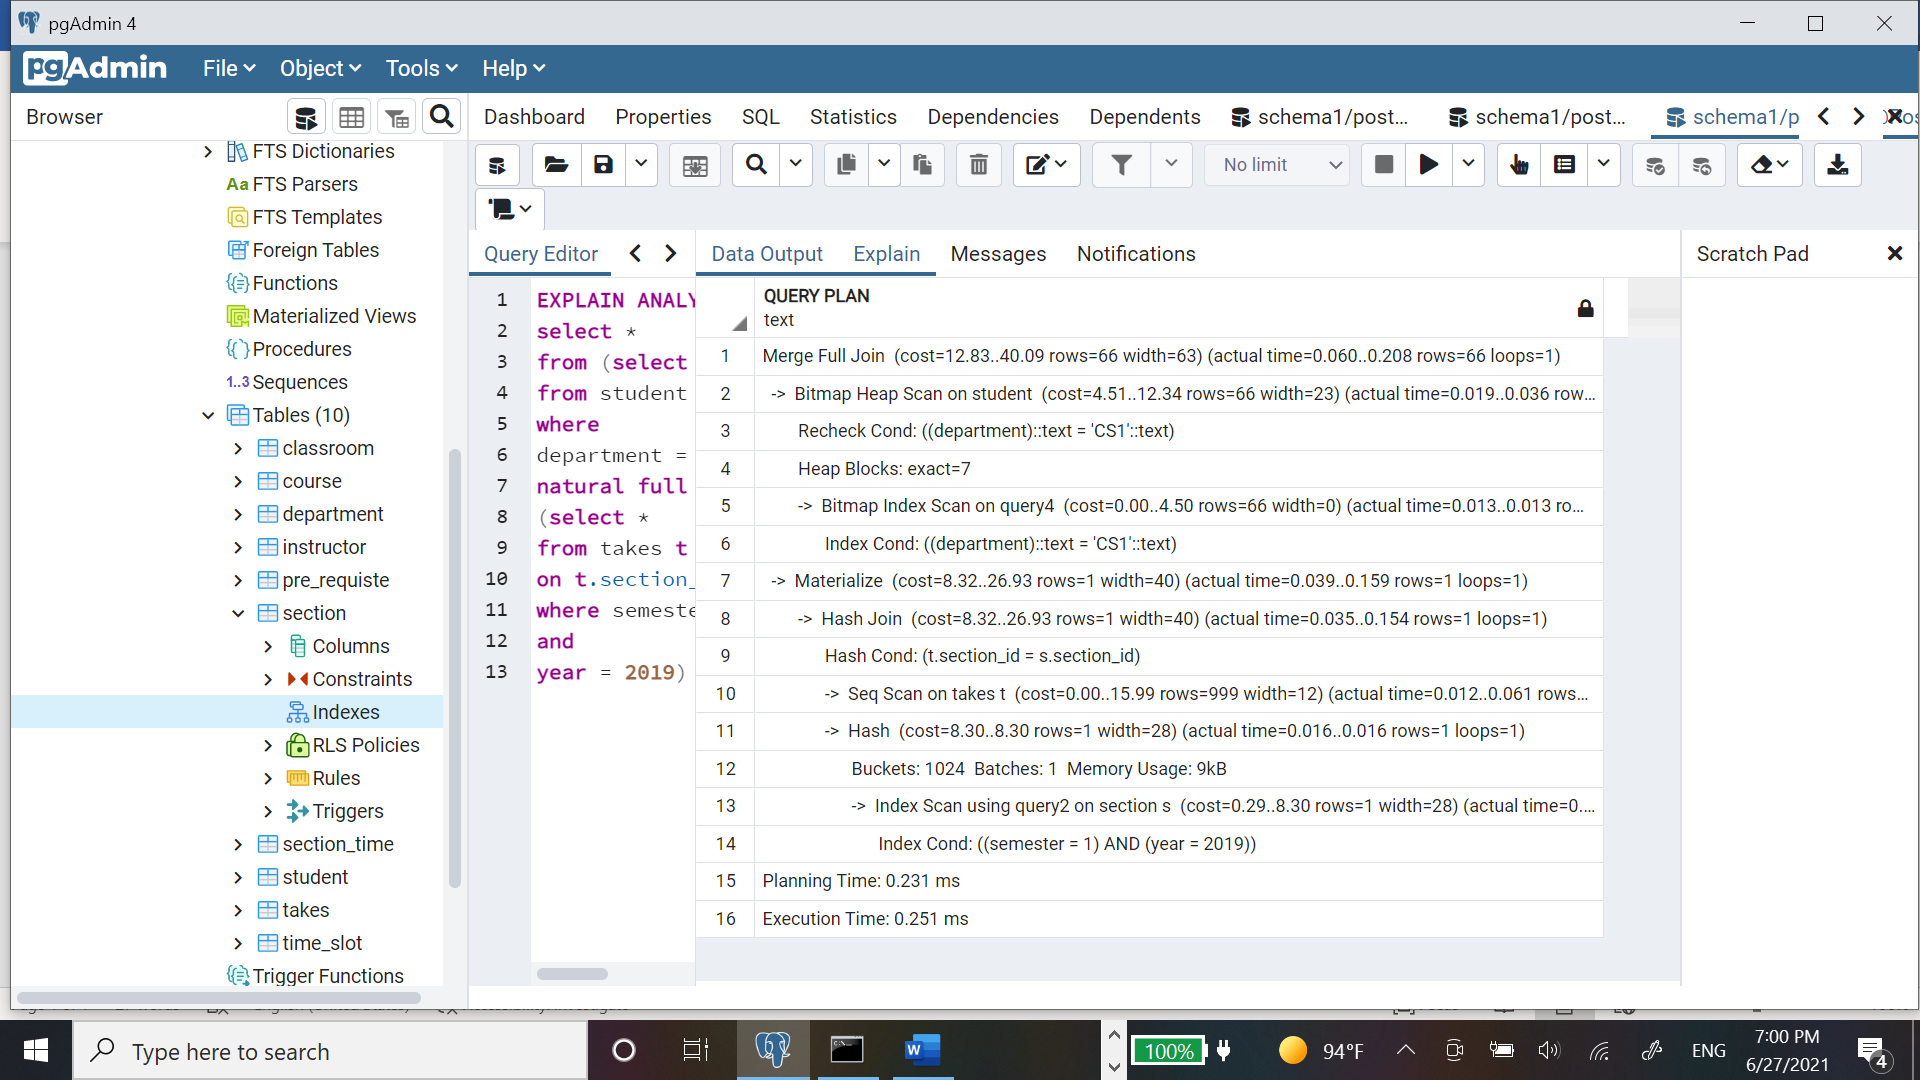 pgAdmin 4
pgAdmin
File
Object
Tools
Help
Browser
Dashboard
Properties
SQL
Statistics
Dependencies
Dependents
schema1/post...
schema1/post...
schema1/p
FTS Dictionaries
Aa FTS Parsers
FTS Templates
Foreign Tables
Functions
Materialized Views
Procedures
1..3 Sequences
Tables (10)
classroom
course
department
instructor
pre_requiste
section
Columns
Constraints
Indexes
RLS Policies
Rules
Triggers
section_time
student
takes
time_slot
Trigger Functions
No limit
Query Editor
Data Output
Explain
Messages
Notifications
Scratch Pad
1 EXPLAIN ANALY
2 select *
3 from (select
4 from student
5 where
6 department =
7 natural full
8 (select *
9 from takes t
10 on t.section_
11 where semeste
12 and
13 year = 2019)
QUERY PLAN
text
1 Merge Full Join (cost=12.83..40.09 rows=66 width=63) (actual time=0.060..0.208 rows=66 loops=1)
2 -> Bitmap Heap Scan on student (cost=4.51..12.34 rows=66 width=23) (actual time=0.019..0.036 row...
3 Recheck Cond: ((department)::text = 'CS1'::text)
4 Heap Blocks: exact=7
5 -> Bitmap Index Scan on query4 (cost=0.00..4.50 rows=66 width=0) (actual time=0.013..0.013 ro...
6 Index Cond: ((department)::text = 'CS1'::text)
7 -> Materialize (cost=8.32..26.93 rows=1 width=40) (actual time=0.039..0.159 rows=1 loops=1)
8 -> Hash Join (cost=8.32..26.93 rows=1 width=40) (actual time=0.035..0.154 rows=1 loops=1)
9 Hash Cond: (t.section_id = s.section_id)
10 -> Seq Scan on takes t (cost=0.00..15.99 rows=999 width=12) (actual time=0.012..0.061 rows...
11 -> Hash (cost=8.30..8.30 rows=1 width=28) (actual time=0.016..0.016 rows=1 loops=1)
12 Buckets: 1024 Batches: 1 Memory Usage: 9kB
13 -> Index Scan using query2 on section s (cost=0.29..8.30 rows=1 width=28) (actual time=0....
14 Index Cond: ((semester = 1) AND (year = 2019))
15 Planning Time: 0.231 ms
16 Execution Time: 0.251 ms
Type here to search
100%
94°F
ENG
7:00 PM
6/27/2021
4